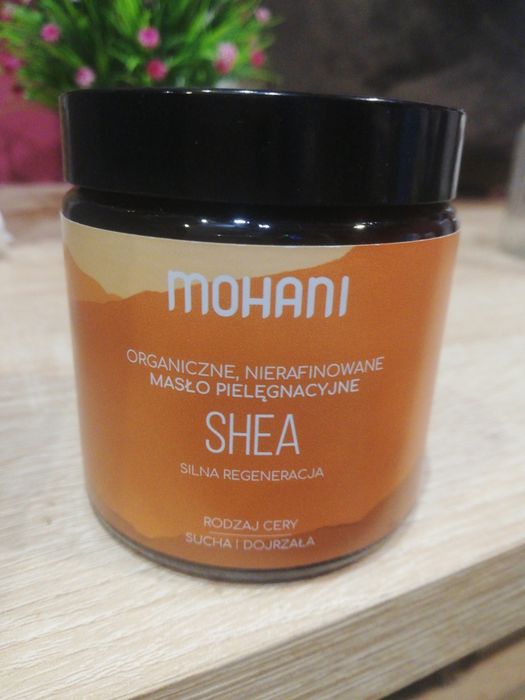 MOHANI
ORGANICZNE, NIERAFINOWANE
MASŁO PIELĘGNACYJNE
SHEA
SILNA REGENERACJA
RODZAJ CERY
SUCHA I DOJRZAŁA